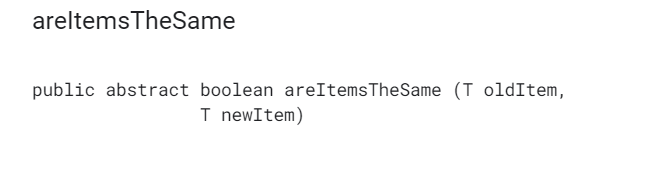 areItemsTheSame
public abstract boolean areItemsTheSame (T oldItem,
T newItem)